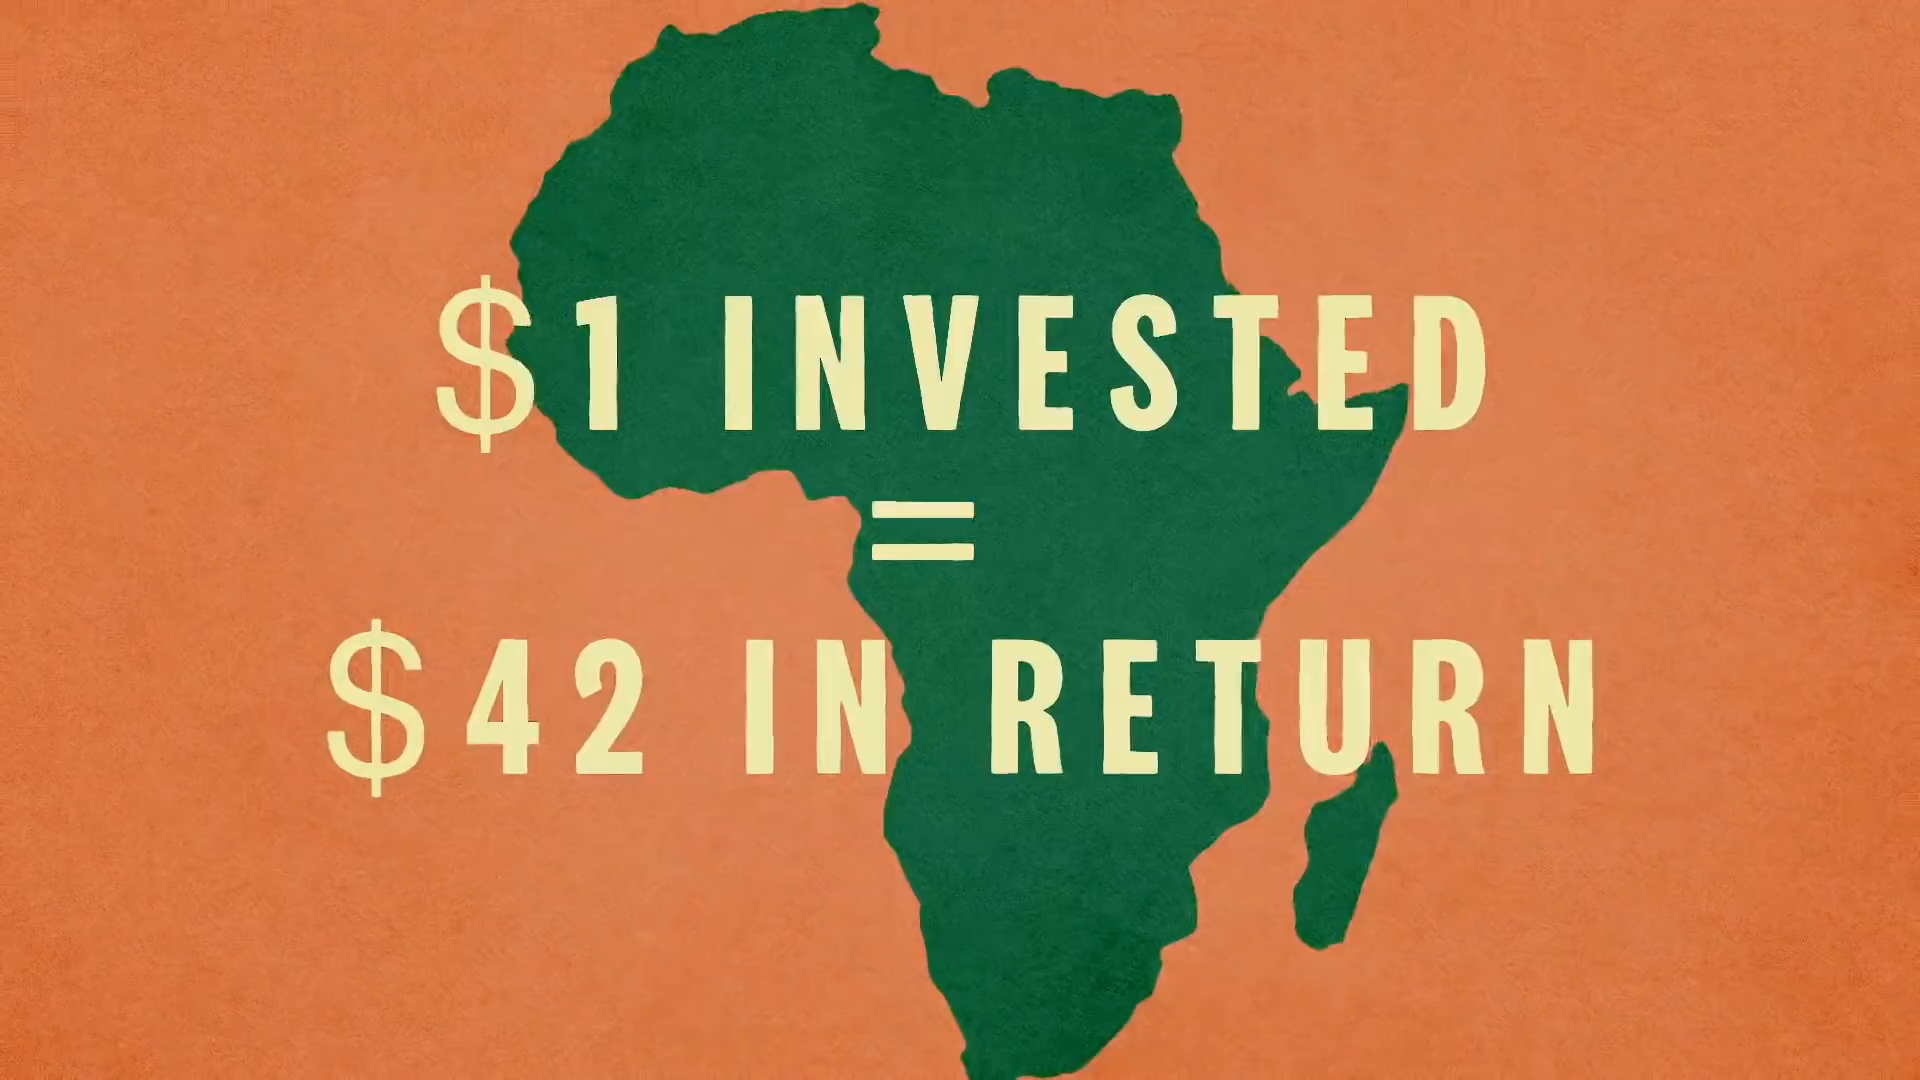 $1 INVESTED
=
$42 IN RETURN